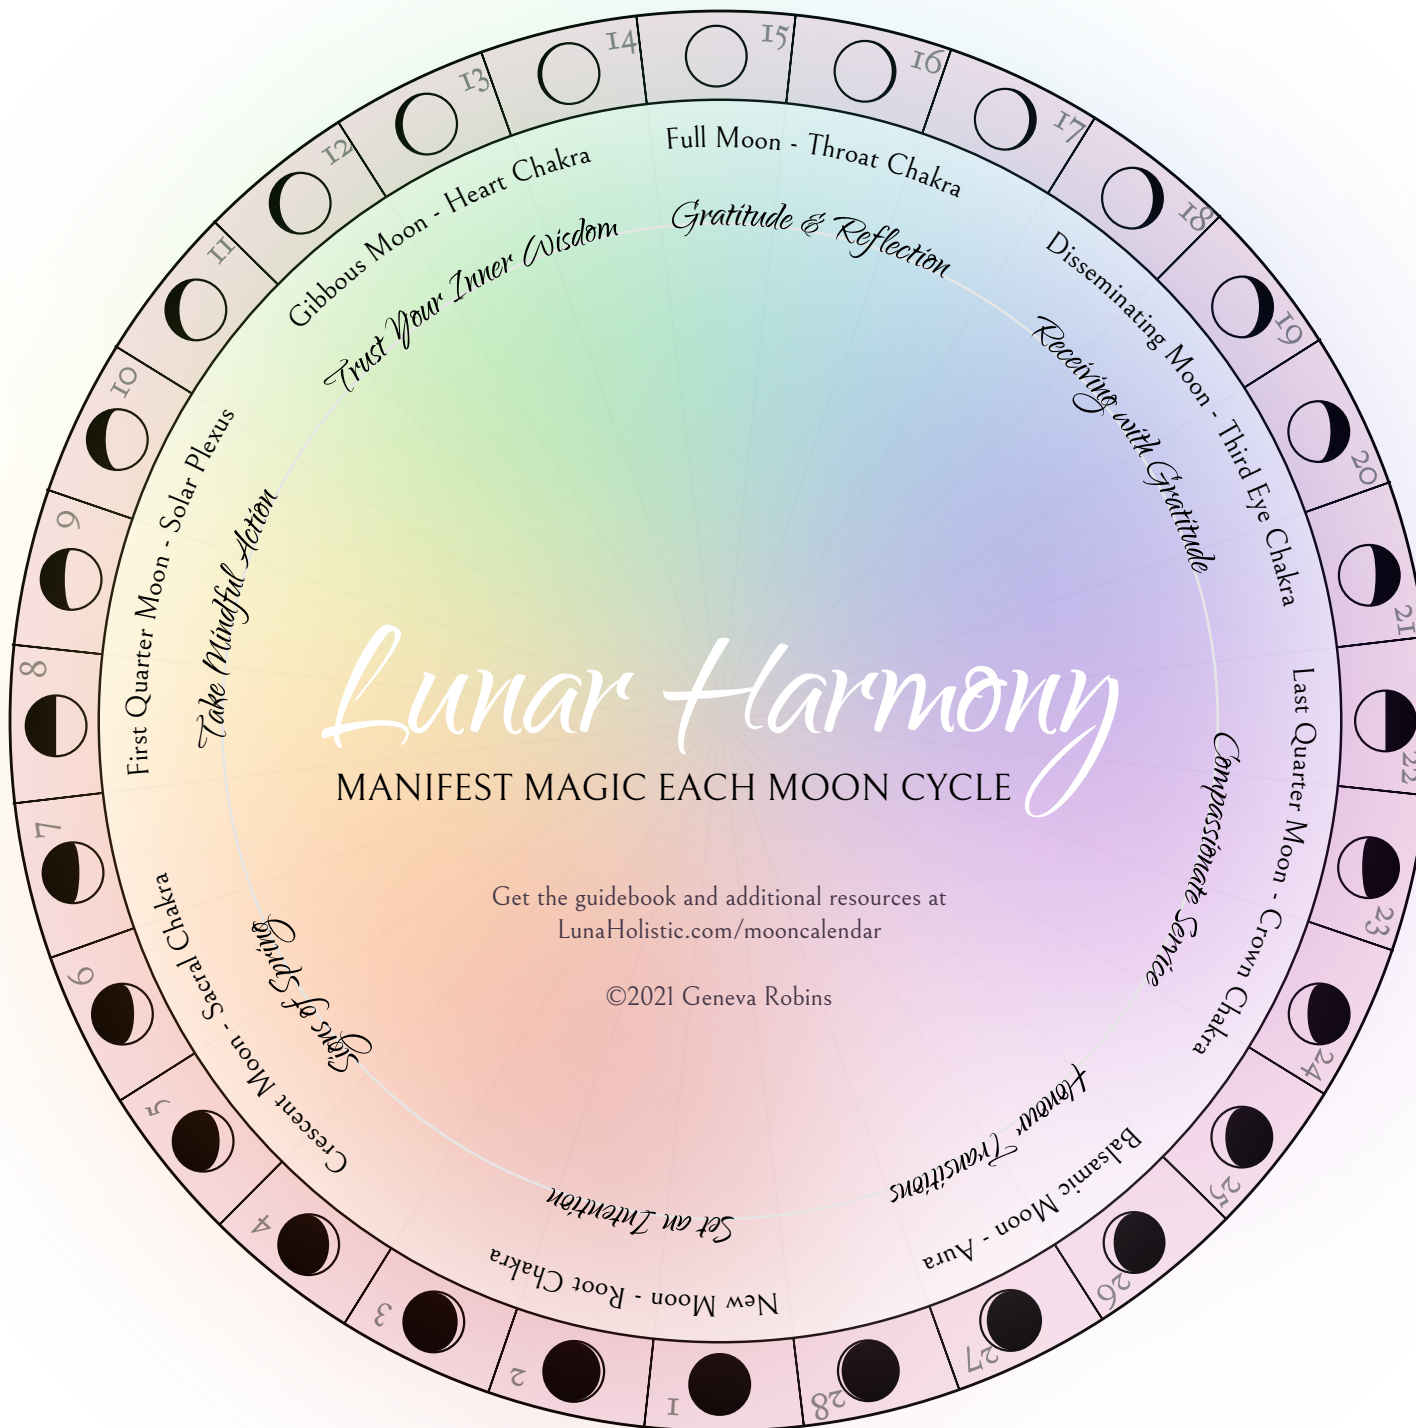 Lunar Harmony
MANIFEST MAGIC EACH MOON CYCLE
Get the guidebook and additional resources at
LunaHolistic.com/mooncalendar
©2021 Geneva Robins
New Moon - Root Chakra
Set an Intention
Crescent Moon - Sacral Chakra
Signs of Spring
First Quarter Moon - Solar Plexus
Take Mindful Action
Gibbous Moon - Heart Chakra
Trust Your Inner Wisdom
Full Moon - Throat Chakra
Gratitude & Reflection
Disseminating Moon - Third Eye Chakra
Receiving with Gratitude
Last Quarter Moon - Crown Chakra
Compassionate Service
Balsamic Moon - Aura
Honour Transitions
1
2
3
4
5
6
7
8
9
10
11
12
13
14
15
16
17
18
19
20
21
22
23
24
25
26
27
28